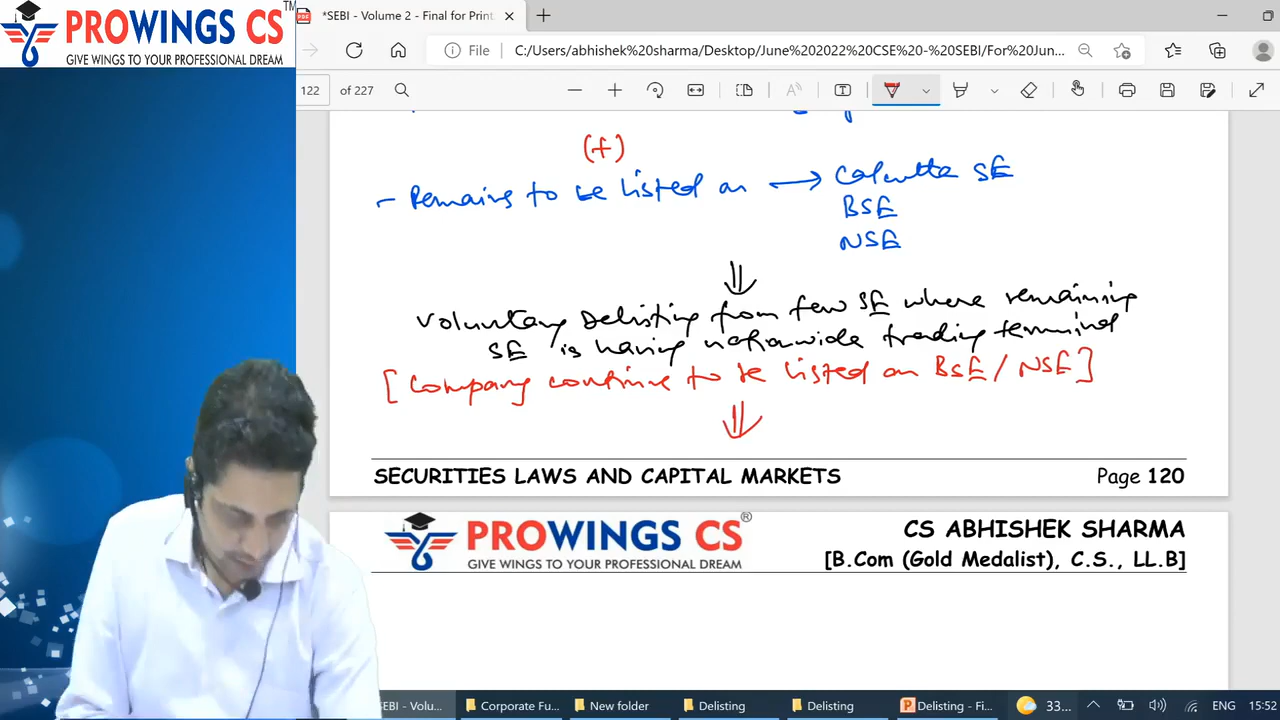 PROWINGS CS TM
GIVE WINGS TO YOUR PROFESSIONAL DREAM
*SEBI - Volume 2 - Final for Print
File C:/Users/abhishek%20sharma/Desktop/June%202022%20CSE%20-%20SEBI/For%20Jun...
122 of 227
(f)
- Remains to be listed on → Calcutta SE
BSE
NSE
⇓
Voluntary Delisting from few SE where remaining
SE is having nationwide trading terminal
[Company continue to be listed on BSE/NSE]
⇓
SECURITIES LAWS AND CAPITAL MARKETS Page 120
PROWINGS CS ®
GIVE WINGS TO YOUR PROFESSIONAL DREAM
CS ABHISHEK SHARMA
[B.Com (Gold Medalist), C.S., LL.B]
SEBI - Volu... Corporate Fu... New folder Delisting Delisting Delisting - Fi... 33... ENG 15:52